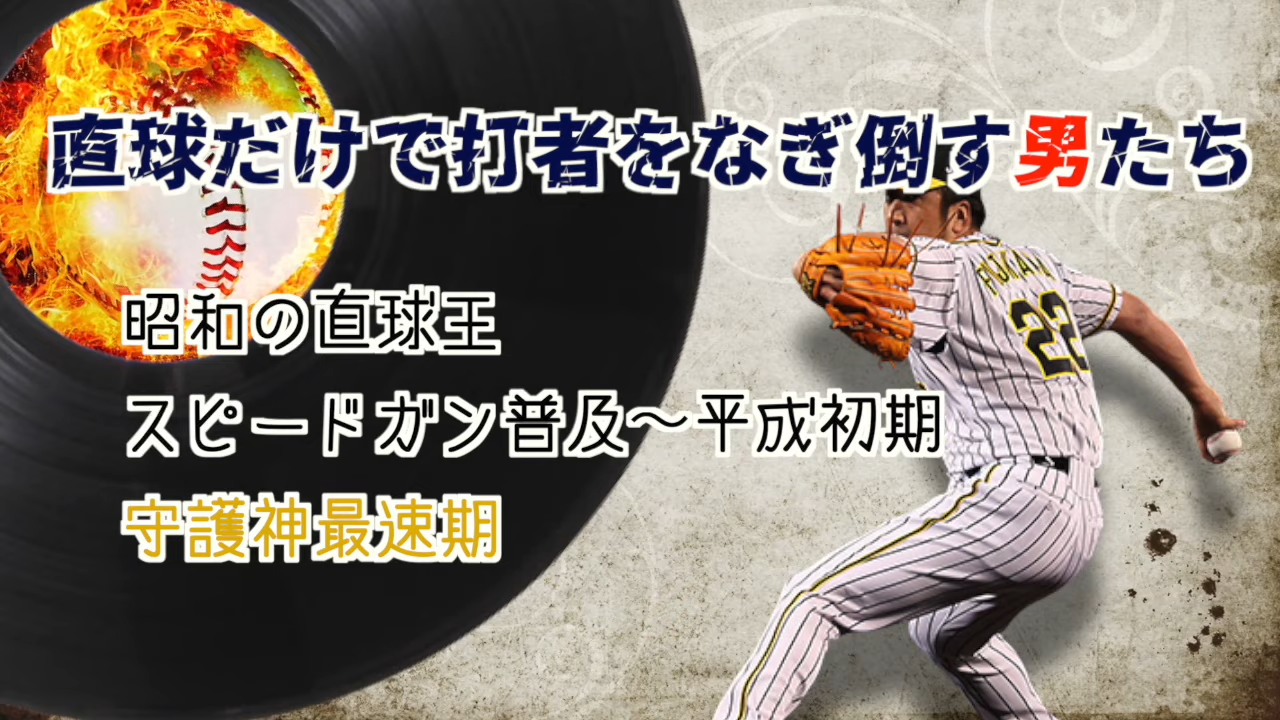 直球だけで打者をなぎ倒す男たち
昭和の直球王
スピードガン普及～平成初期
守護神最速期
22